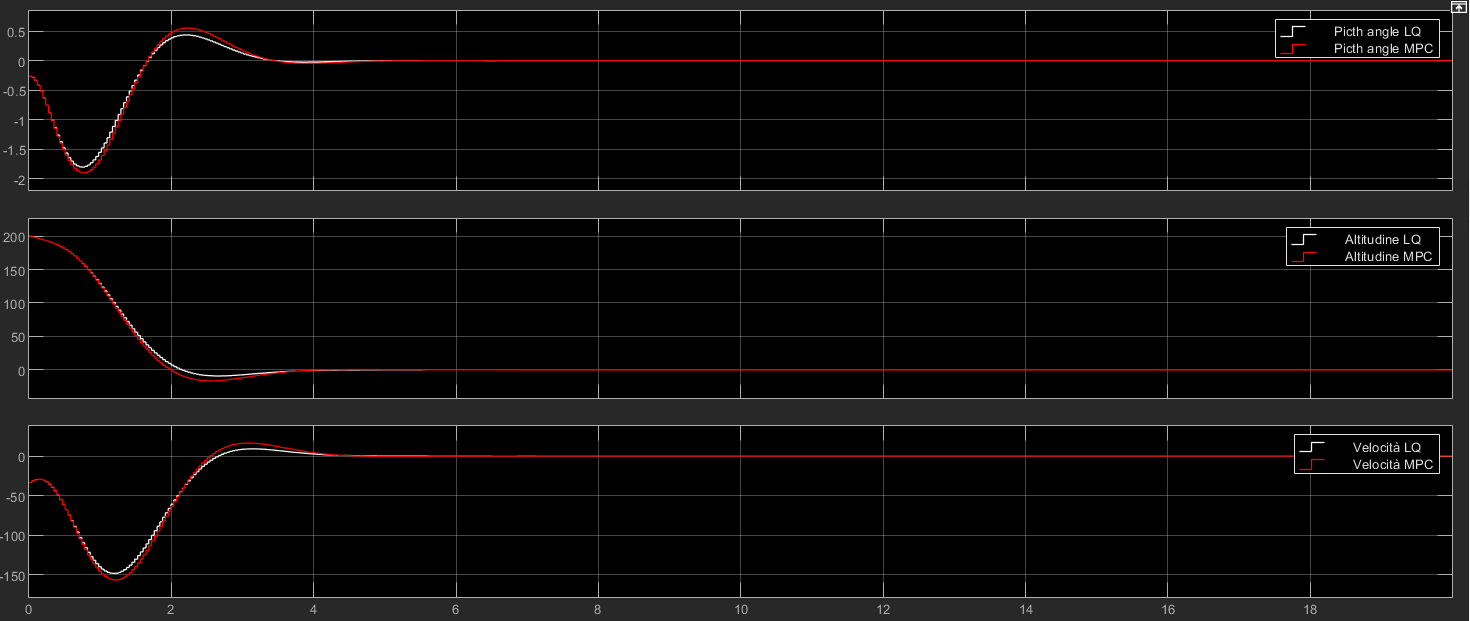 0.5
0
-0.5
-1
-1.5
-2
Picth angle LQ
Picth angle MPC
200
150
100
50
0
Altitudine LQ
Altitudine MPC
0
-50
-100
-150
Velocità LQ
Velocità MPC
0 2 4 6 8 10 12 14 16 18